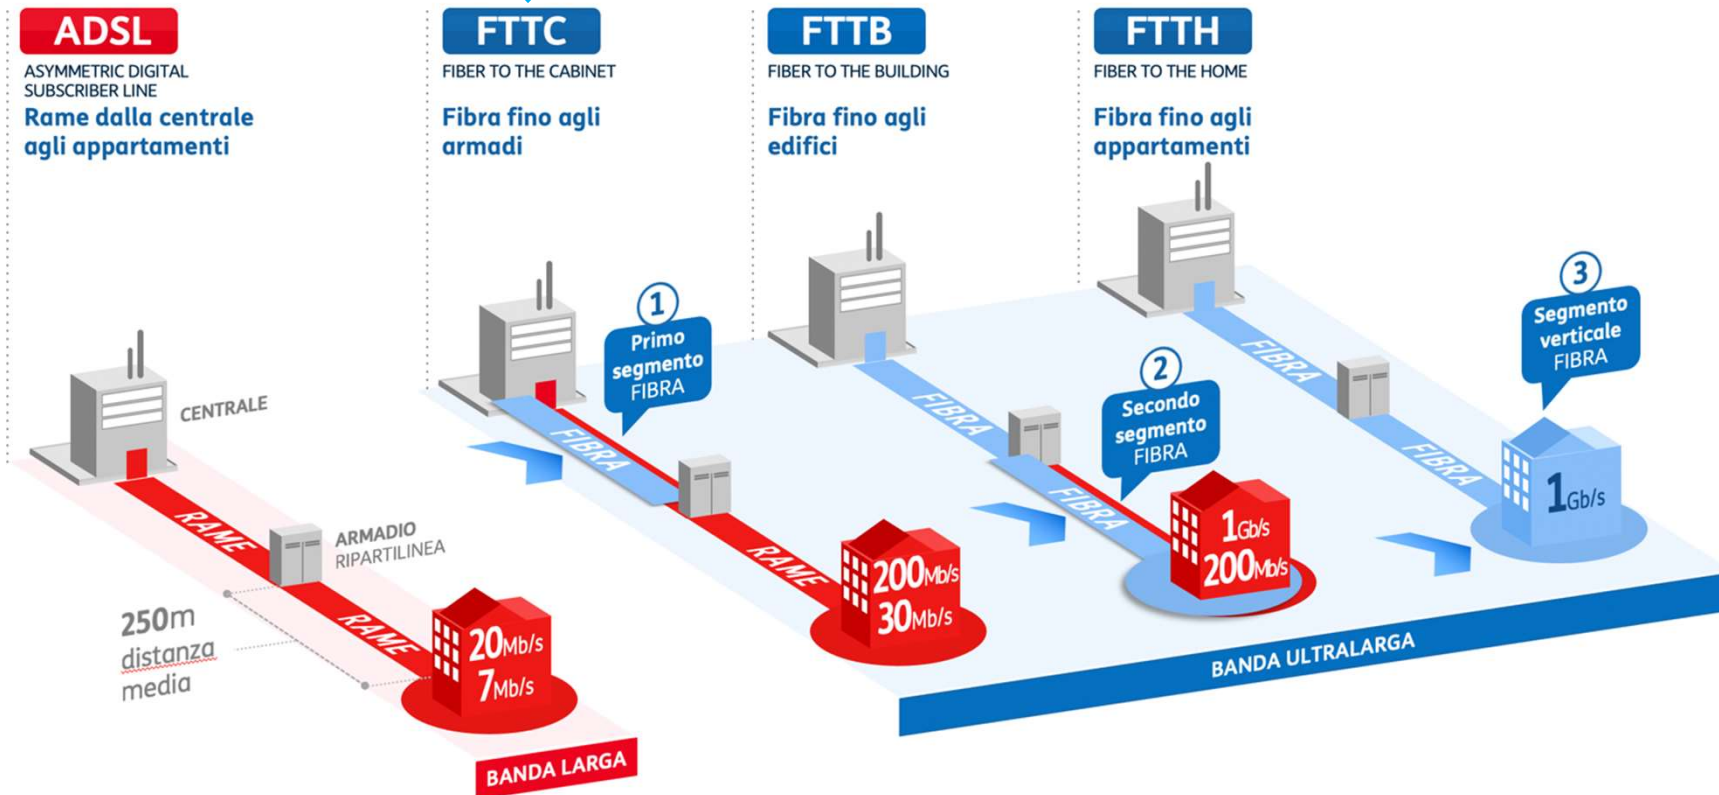 ADSL
ASYMMETRIC DIGITAL
SUBSCRIBER LINE
Rame dalla centrale
agli appartamenti
FTTC
FIBER TO THE CABINET
Fibra fino agli
armadi
FTTB
FIBER TO THE BUILDING
Fibra fino agli
edifici
FTTH
FIBER TO THE HOME
Fibra fino agli
appartamenti
CENTRALE
RAME
ARMADIO
RIPARTILINEA
RAME
250m
distanza
media
20Mb/s
7Mb/s
BANDA LARGA
1
Primo
segmento
FIBRA
FIBRA
RAME
200Mb/s
30Mb/s
FIBRA
2
Secondo
segmento
FIBRA
FIBRA
1Gb/s
200Mb/s
FIBRA
FIBRA
3
Segmento
verticale
FIBRA
1Gb/s
BANDA ULTRALARGA